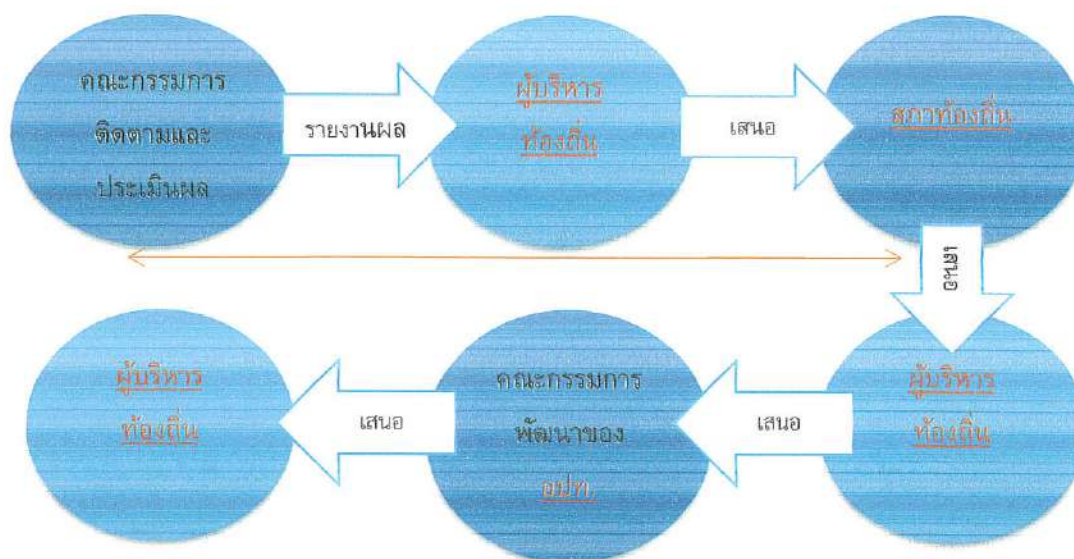 คณะกรรมการ
ติดตามและ
ประเมินผล
รายงานผล
ผู้บริหาร
ท้องถิ่น
เสนอ
สภาท้องถิ่น
เสนอ
ผู้บริหาร
ท้องถิ่น
เสนอ
คณะกรรมการ
พัฒนาของ
อปท.
เสนอ
ผู้บริหาร
ท้องถิ่น